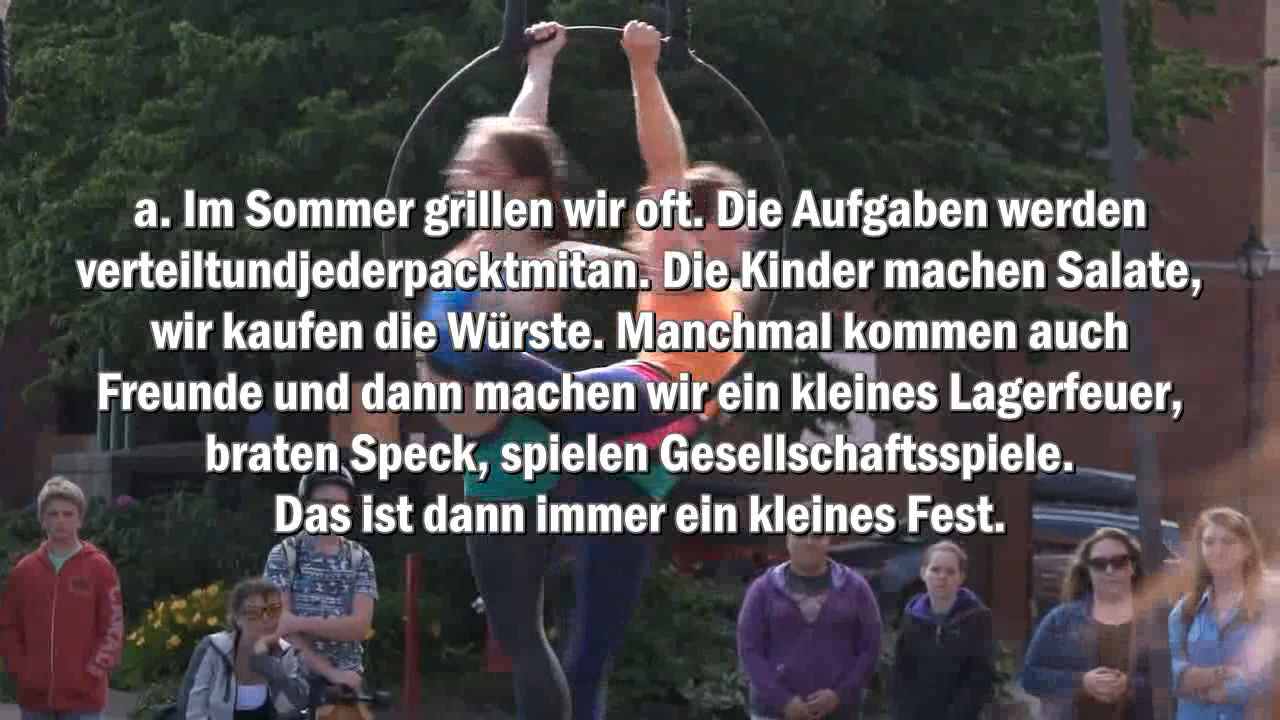 a. Im Sommer grillen wir oft. Die Aufgaben werden
verteiltundjederpacktmitan. Die Kinder machen Salate,
wir kaufen die Würste. Manchmal kommen auch
Freunde und dann machen wir ein kleines Lagerfeuer,
braten Speck, spielen Gesellschaftsspiele.
Das ist dann immer ein kleines Fest.